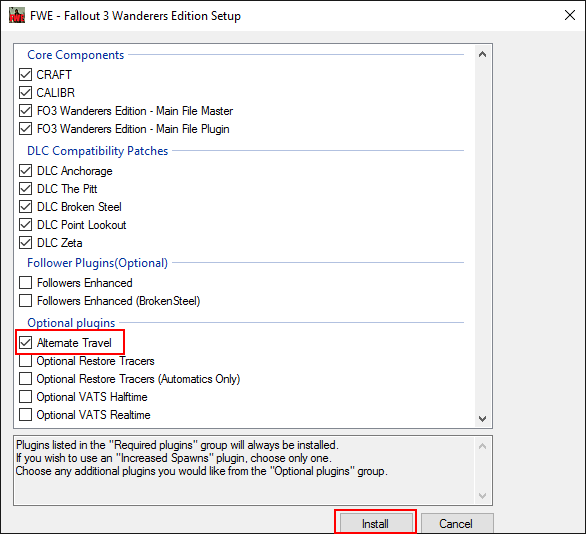 FWE - Fallout 3 Wanderers Edition Setup
Core Components
CRAFT
CALIBR
FO3 Wanderers Edition - Main File Master
FO3 Wanderers Edition - Main File Plugin
DLC Compatibility Patches
DLC Anchorage
DLC The Pitt
DLC Broken Steel
DLC Point Lookout
DLC Zeta
Follower Plugins(Optional)
Followers Enhanced
Followers Enhanced (BrokenSteel)
Optional plugins
Alternate Travel
Optional Restore Tracers
Optional Restore Tracers (Automatics Only)
Optional VATS Halftime
Optional VATS Realtime
Plugins listed in the "Required plugins" group will always be installed.
If you wish to use an "Increased Spawns" plugin, choose only one.
Choose any additional plugins you would like from the "Optional plugins" group.
Install Cancel